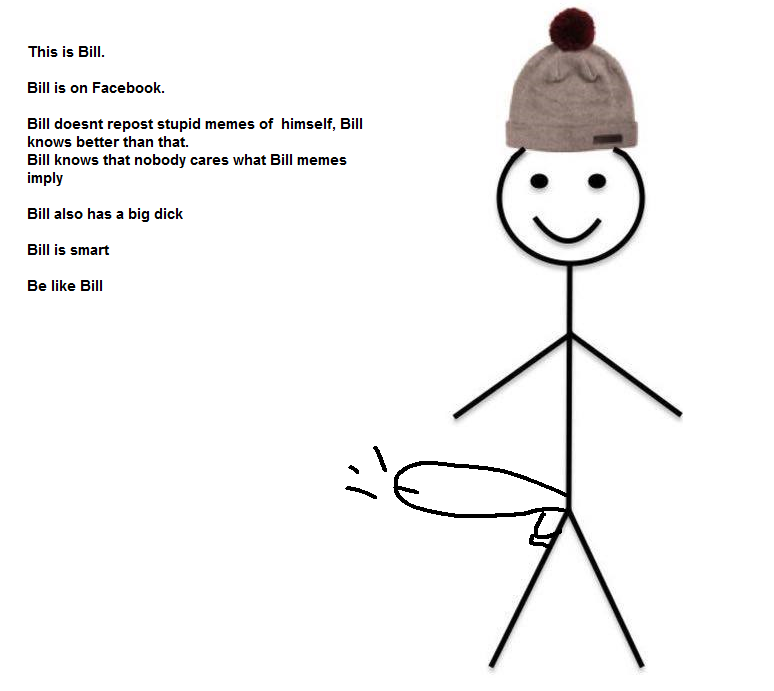 This is Bill.
Bill is on Facebook.
Bill doesnt repost stupid memes of  himself, Bill
knows better than that.
Bill knows that nobody cares what Bill memes
imply
Bill also has a big dick
Bill is smart
Be like Bill